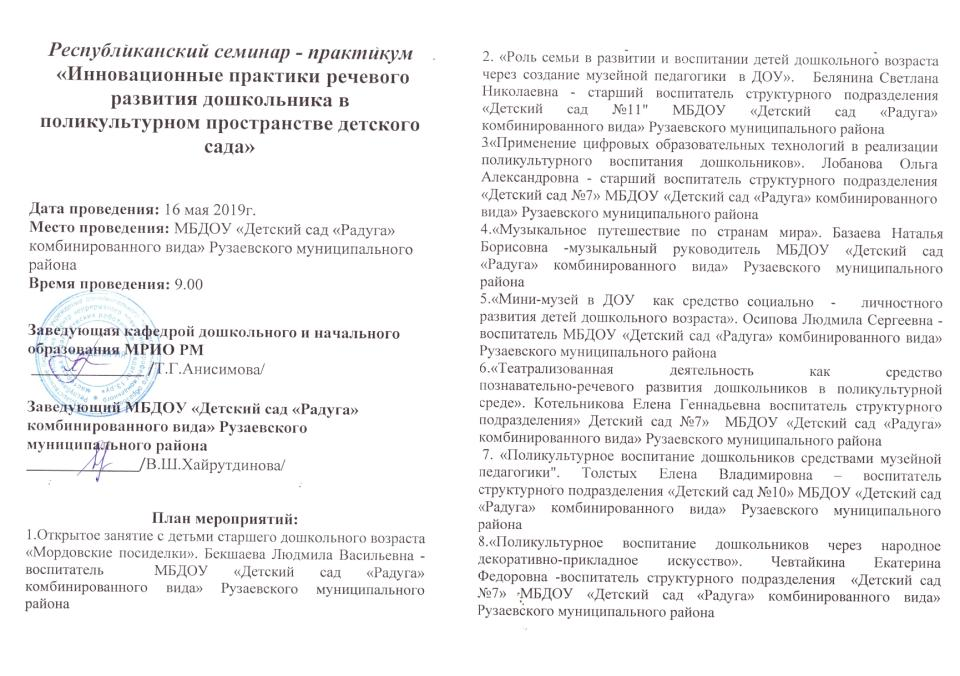 Республиканский семинар - практикум
«Инновационные практики речевого
развития дошкольника в
поликультурном пространстве детского
сада»
Дата проведения: 16 мая 2019г.
Место проведения: МБДОУ «Детский сад «Радуга»
комбинированного вида» Рузаевского муниципального
района
Время проведения: 9.00
Заведующая кафедрой дошкольного и начального
образования МРИО РМ
/Т.Г.Анисимова/
Заведующий МБДОУ «Детский сад «Радуга»
комбинированного вида» Рузаевского
муниципального района
/В.Ш.Хайрутдинова/
План мероприятий:
1.Открытое занятие с детьми старшего дошкольного возраста
«Мордовские посиделки». Бекшаева Людмила Васильевна -
воспитатель МБДОУ «Детский сад «Радуга»
комбинированного вида» Рузаевского муниципального
района
2. «Роль семьи в развитии и воспитании детей дошкольного возраста
через создание музейной педагогики в ДОУ». Белянина Светлана
Николаевна - старший воспитатель структурного подразделения
«Детский сад №11" МБДОУ «Детский сад «Радуга»
комбинированного вида» Рузаевского муниципального района
3«Применение цифровых образовательных технологий в реализации
поликультурного воспитания дошкольников». Лобанова Ольга
Александровна - старший воспитатель структурного подразделения
«Детский сад №7» МБДОУ «Детский сад «Радуга» комбинированного
вида» Рузаевского муниципального района
4.«Музыкальное путешествие по странам мира». Базаева Наталья
Борисовна -музыкальный руководитель МБДОУ «Детский сад
«Радуга» комбинированного вида» Рузаевского муниципального
района
5.«Мини-музей в ДОУ как средство социально - личностного
развития детей дошкольного возраста». Осипова Людмила Сергеевна -
воспитатель МБДОУ «Детский сад «Радуга» комбинированного вида»
Рузаевского муниципального района
6.«Театрализованная деятельность как средство
познавательно-речевого развития дошкольников в поликультурной
среде». Котельникова Елена Геннадьевна воспитатель структурного
подразделения» Детский сад №7» МБДОУ «Детский сад «Радуга»
комбинированного вида» Рузаевского муниципального района
7. «Поликультурное воспитание дошкольников средствами музейной
педагогики". Толстых Елена Владимировна – воспитатель
структурного подразделения «Детский сад №10» МБДОУ «Детский сад
«Радуга» комбинированного вида» Рузаевского муниципального
района
8.«Поликультурное воспитание дошкольников через народное
декоративно-прикладное искусство». Чевтайкина Екатерина
Федоровна -воспитатель структурного подразделения «Детский сад
№7» МБДОУ «Детский сад «Радуга» комбинированного вида»
Рузаевского муниципального района